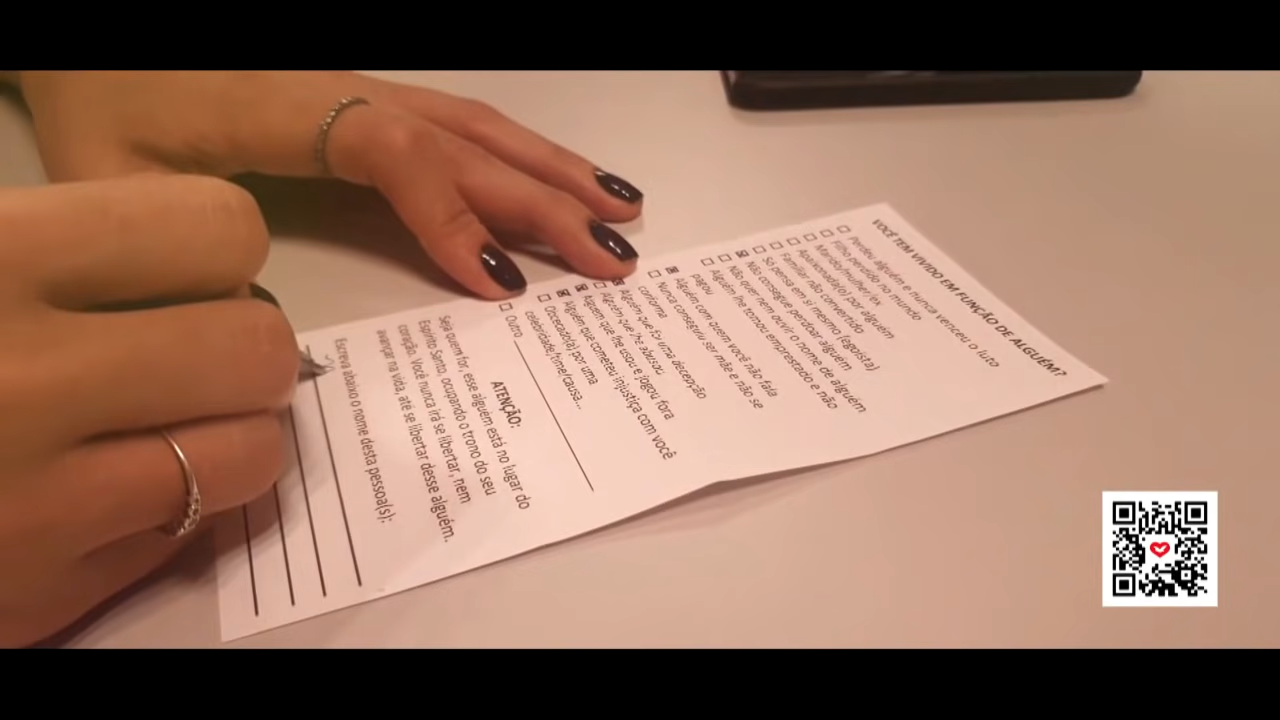 VOCÊ TEM VIVIDO EM FUNÇÃO DE ALGUÉM?
Perdeu alguém e nunca venceu o luto
Filho perdido no mundo
Marido/mulher/ex
Apaixonada(o) por alguém
Familiar não convertido
Só pensa em si mesmo (egoísta)
Não consegue perdoar alguém
Não quer nem ouvir o nome de alguém
Alguém lhe tomou emprestado e não
pagou
Alguém com quem você não fala
Nunca conseguiu ser mãe e não se
conforma
Alguém que foi uma decepção
Alguém que lhe abusou
Alguém que lhe usou e jogou fora
Alguém que cometeu injustiça com você
Obcecado(a) por uma
celebridade/time/causa...
Outro
ATENÇÃO:
Seja quem for, esse alguém está no lugar do
Espírito Santo, ocupando o trono do seu
coração. Você nunca irá se libertar, nem
avançar na vida, até se libertar desse alguém.
Escreva abaixo o nome desta pessoa(s):